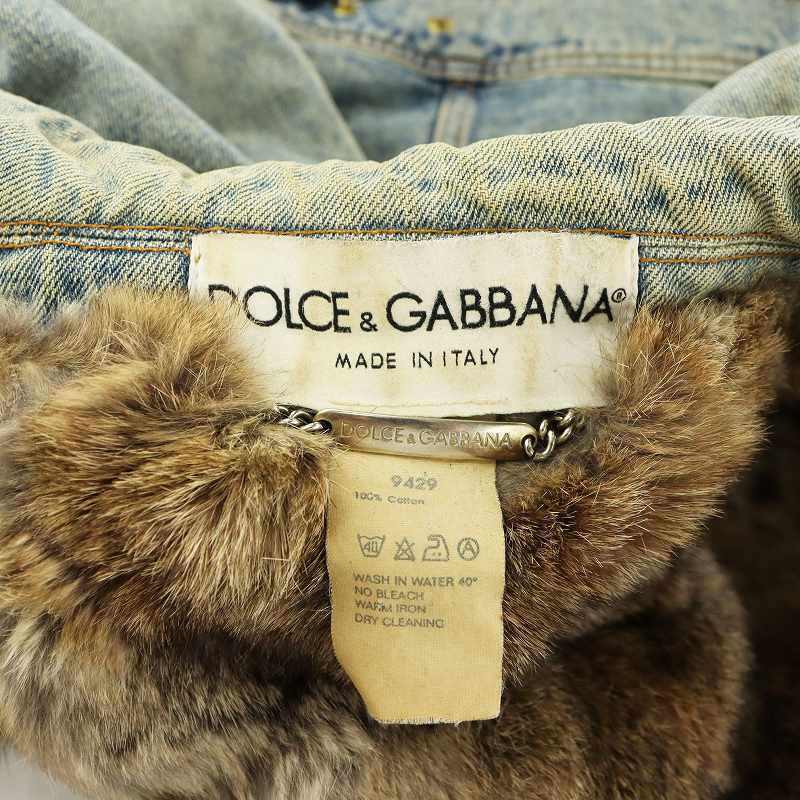 DOLCE & GABBANA®
MADE IN ITALY
DOLCE & GABBANA
9429
100% Cotton
40 A
WASH IN WATER 40°
NO BLEACH
WARM IRON
DRY CLEANING